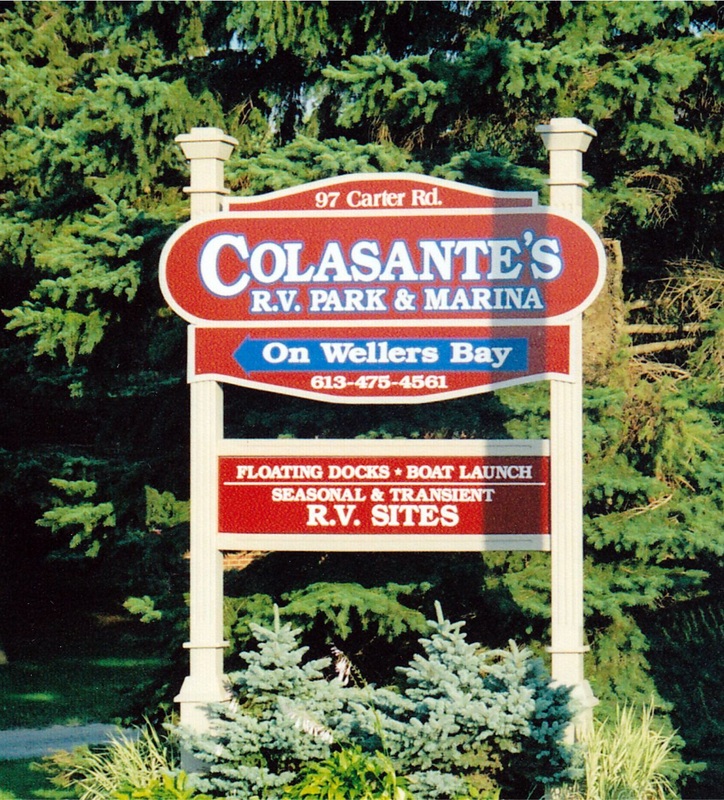 97 Carter Rd.
COLASANTE'S
R.V. PARK & MARINA
On Wellers Bay
613-475-4561
FLOATING DOCKS ★ BOAT LAUNCH
SEASONAL & TRANSIENT
R.V. SITES